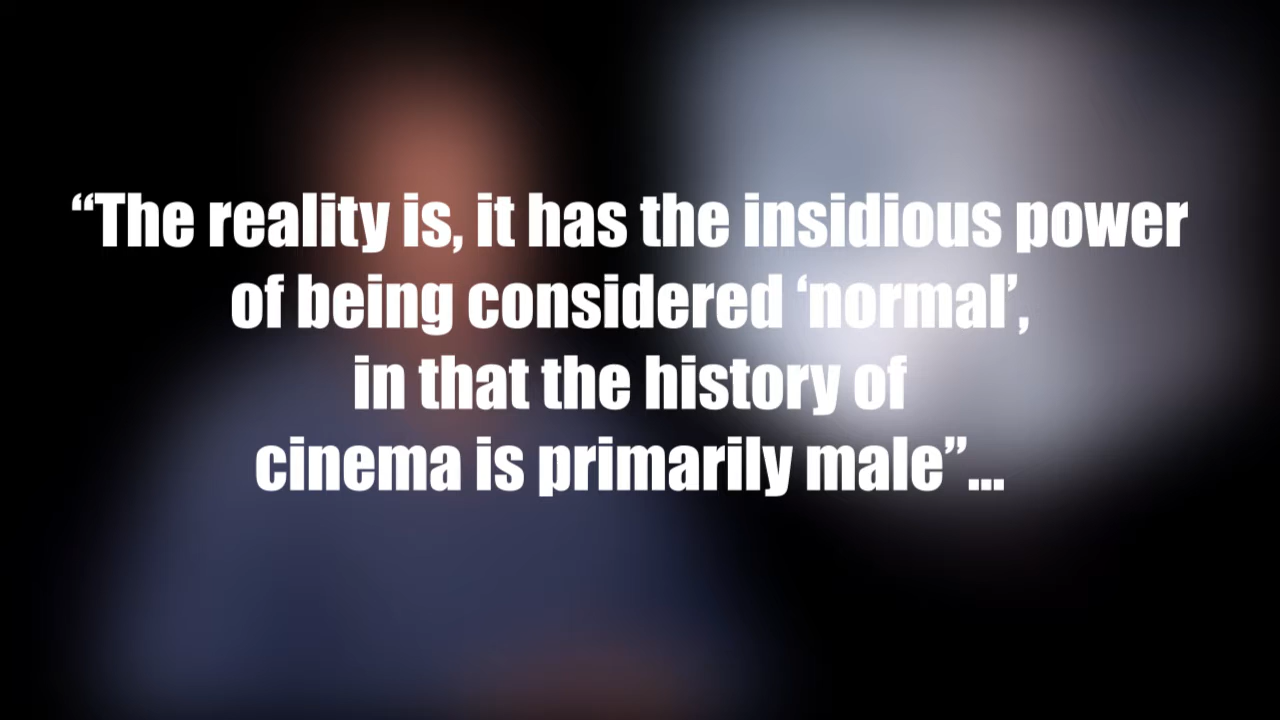 “The reality is, it has the insidious power
of being considered ‘normal’,
in that the history of
cinema is primarily male”...